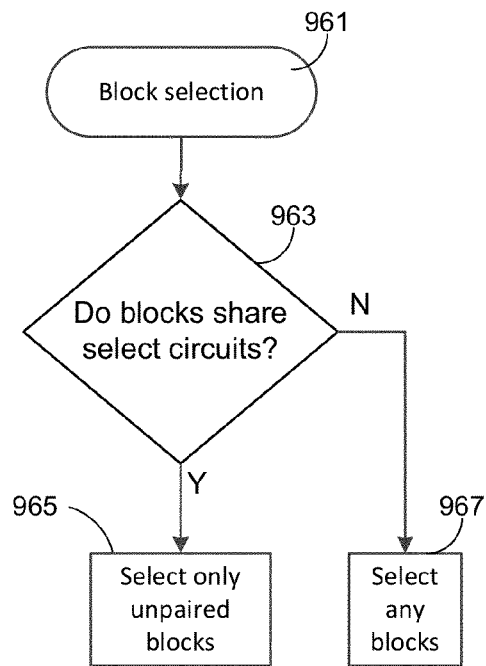 961
Block selection
963
Do blocks share
select circuits?
N
Y
965
967
Select only
unpaired
blocks
Select
any
blocks